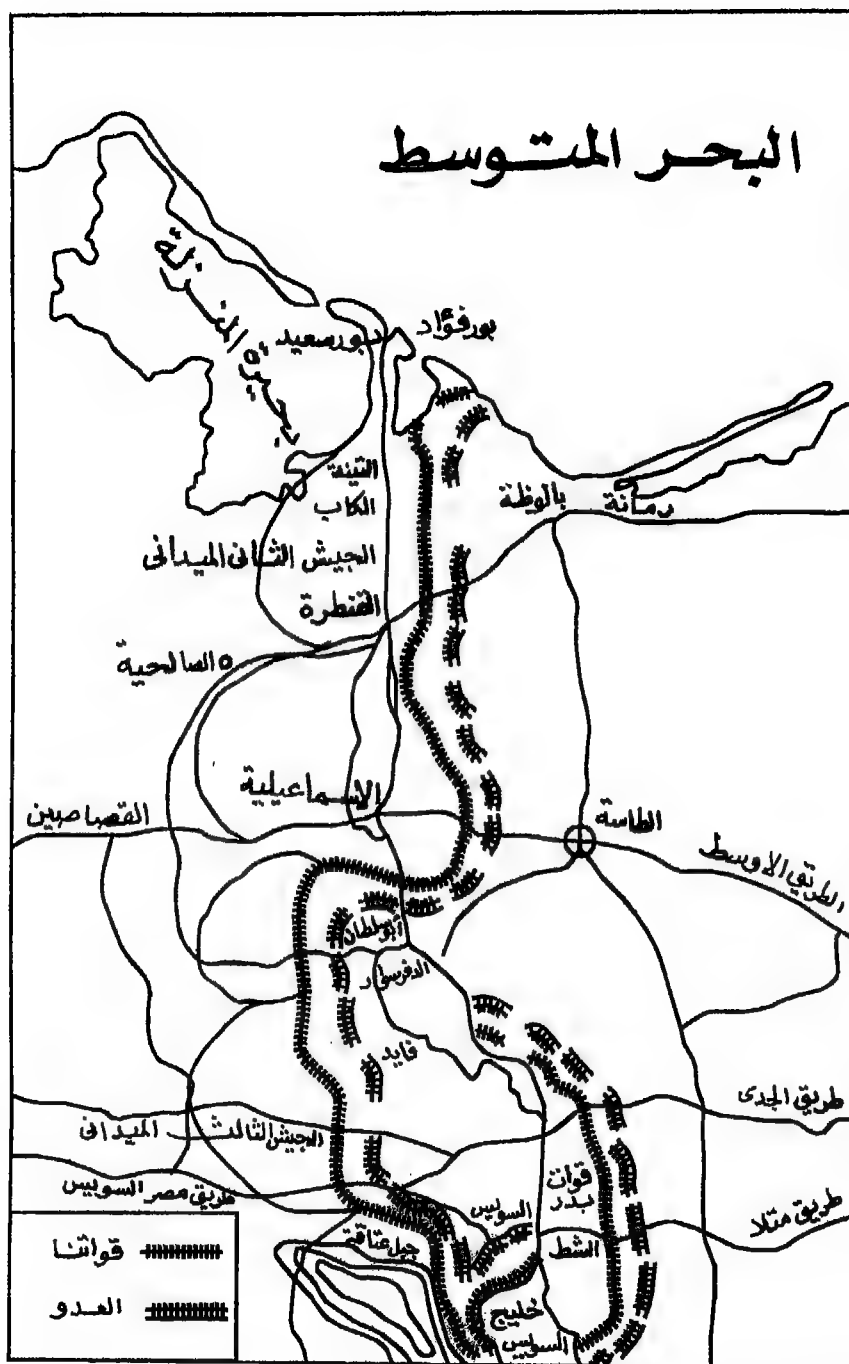 البحر المتوسط
بحيرة المنزلة
بورسعيد
بورفؤاد
التينة
الكاب
بالوظة
رمانة
الجيش الثانى الميدانى
القنطرة
الصالحية
الإسماعيلية
القصاصين
الطاسة
الطريق الاوسط
أبو سلطان
الدفرسوار
فايد
طريق الجدى
الجيش الثالث الميدانى
طريق مصر السويس
قوات
بدر
السويس
طريق متلا
جبل عتاقة
الشط
خليج
السويس
قواتنا
العدو